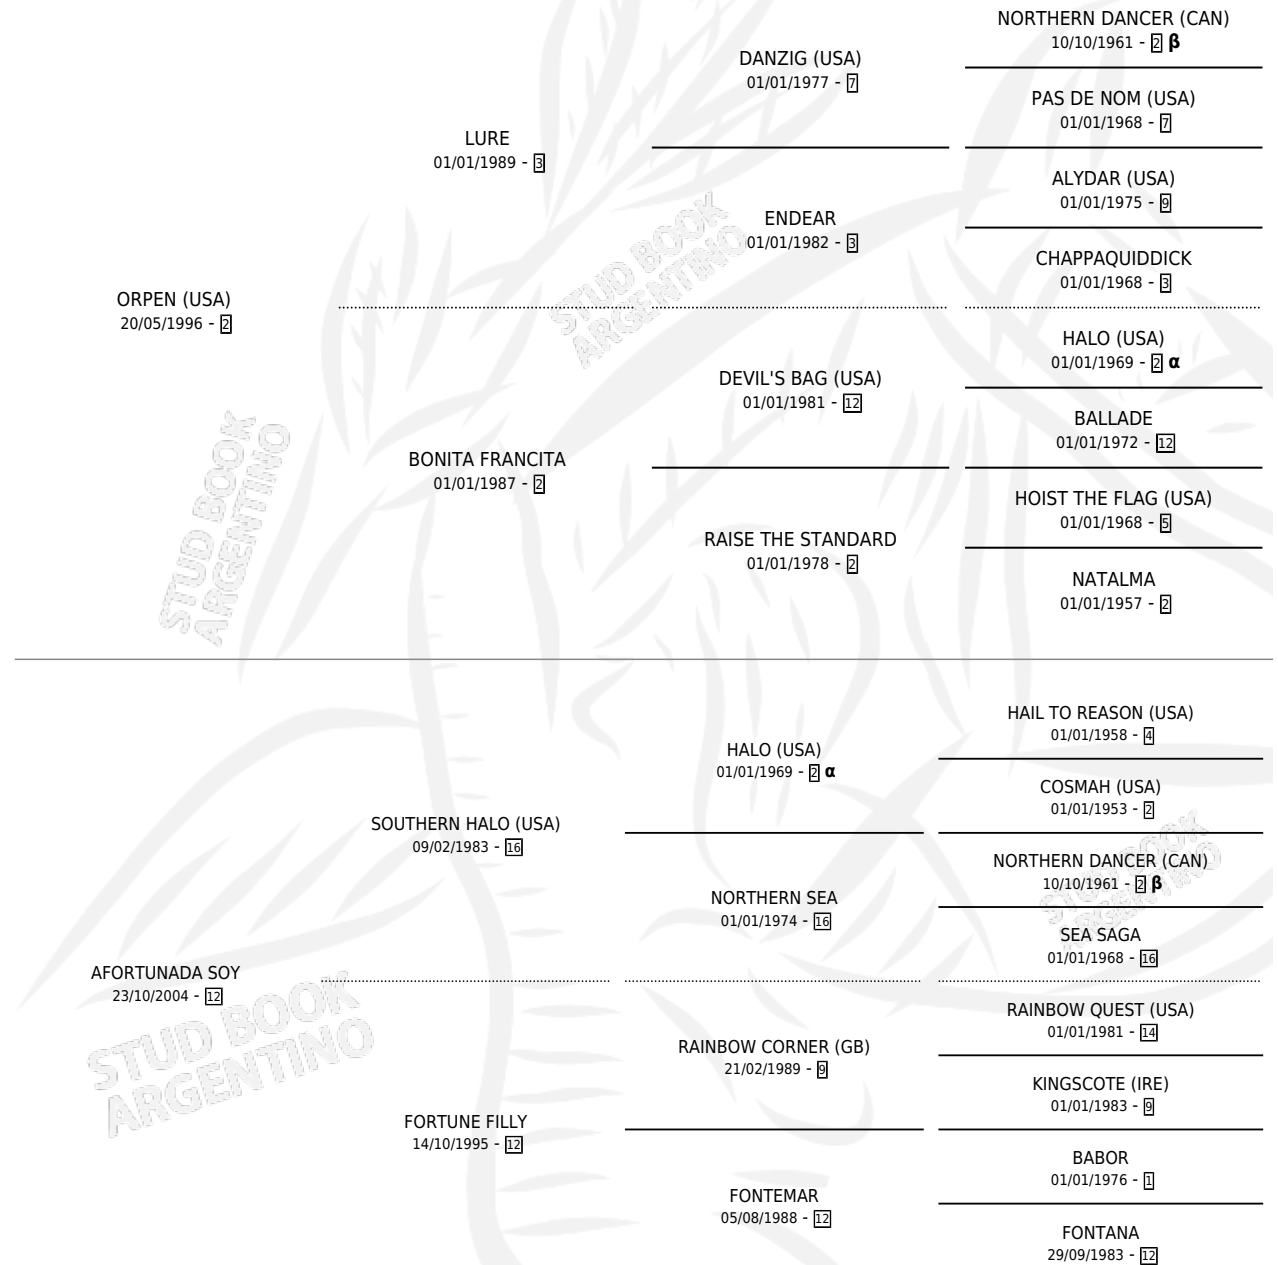 NORTHERN DANCER (CAN)
10/10/1961 - 2 β
DANZIG (USA)
01/01/1977 - 7
PAS DE NOM (USA)
01/01/1968 - 7
LURE
01/01/1989 - 3
ALYDAR (USA)
01/01/1975 - 9
ENDEAR
01/01/1982 - 3
CHAPPAQUIDDICK
01/01/1968 - 3
ORPEN (USA)
20/05/1996 - 2
HALO (USA)
01/01/1969 - 2 α
DEVIL'S BAG (USA)
01/01/1981 - 12
BALLADE
01/01/1972 - 12
BONITA FRANCITA
01/01/1987 - 2
HOIST THE FLAG (USA)
01/01/1968 - 5
RAISE THE STANDARD
01/01/1978 - 2
NATALMA
01/01/1957 - 2
STUD BOOK
ARGENTINO
STUD BOOK
ARGENTINO
HAIL TO REASON (USA)
01/01/1958 - 4
HALO (USA)
01/01/1969 - 2 α
COSMAH (USA)
01/01/1953 - 2
SOUTHERN HALO (USA)
09/02/1983 - 16
NORTHERN DANCER (CAN)
10/10/1961 - 2 β
NORTHERN SEA
01/01/1974 - 16
SEA SAGA
01/01/1968 - 16
AFORTUNADA SOY
23/10/2004 - 12
RAINBOW QUEST (USA)
01/01/1981 - 14
RAINBOW CORNER (GB)
21/02/1989 - 9
KINGSCOTE (IRE)
01/01/1983 - 9
FORTUNE FILLY
14/10/1995 - 12
BABOR
01/01/1976 - 1
FONTEMAR
05/08/1988 - 12
FONTANA
29/09/1983 - 12
STUD BOOK
ARGENTINO
STUD BOOK
ARGENTINO